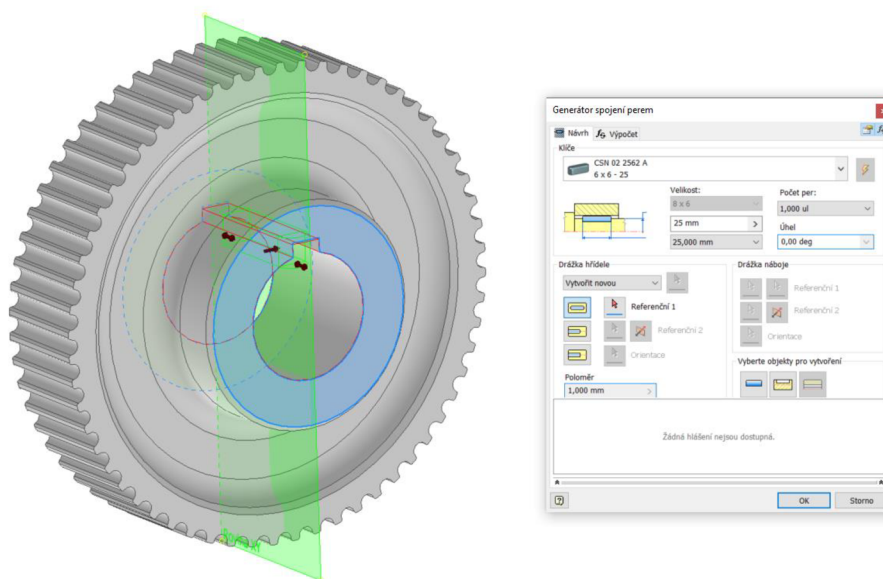 Generátor spojení perem
Návrh
Výpočet
Klíče
CSN 02 2562 A
6 x 6 - 25
Velikost:
8 x 6
25 mm
25,000 mm
Počet per:
1,000 ul
Úhel
0,00 deg
Drážka hřídele
Vytvořit novou
Referenční 1
Referenční 2
Orientace
Poloměr
1,000 mm
Drážka náboje
Referenční 1
Referenční 2
Orientace
Vyberte objekty pro vytvoření
Žádná hlášení nejsou dostupná.
OK
Storno